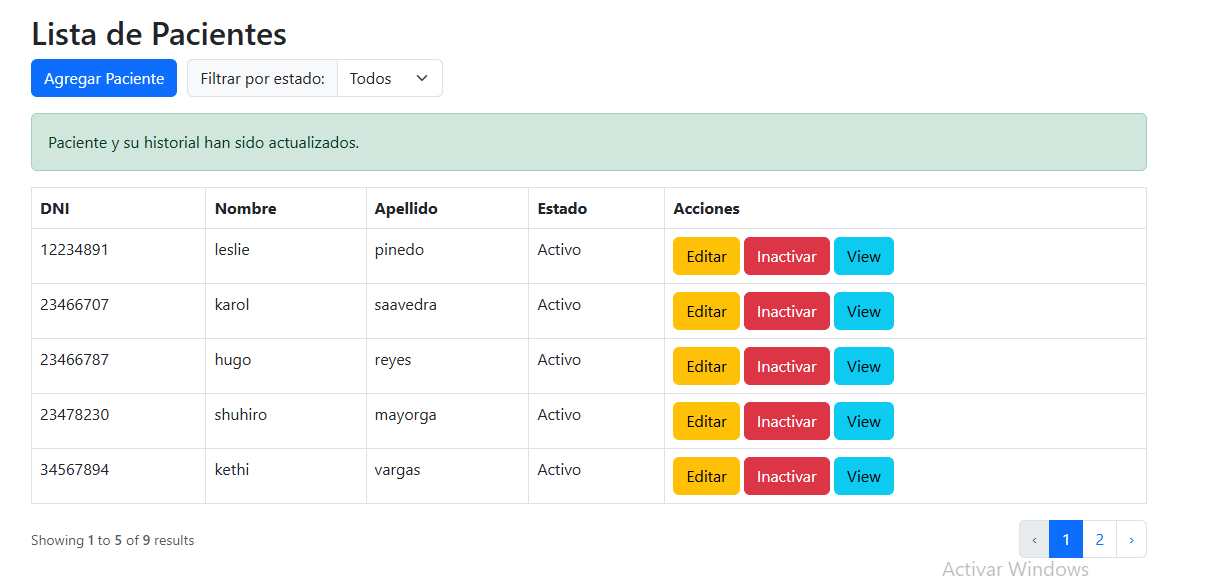 Lista de Pacientes
Agregar Paciente Filtrar por estado: Todos
Paciente y su historial han sido actualizados.
DNI Nombre Apellido Estado Acciones
12234891 leslie pinedo Activo Editar Inactivar View
23466707 karol saavedra Activo Editar Inactivar View
23466787 hugo reyes Activo Editar Inactivar View
23478230 shuhiro mayorga Activo Editar Inactivar View
34567894 kethi vargas Activo Editar Inactivar View
Showing 1 to 5 of 9 results ‹ 1 2 ›
Activar Windows